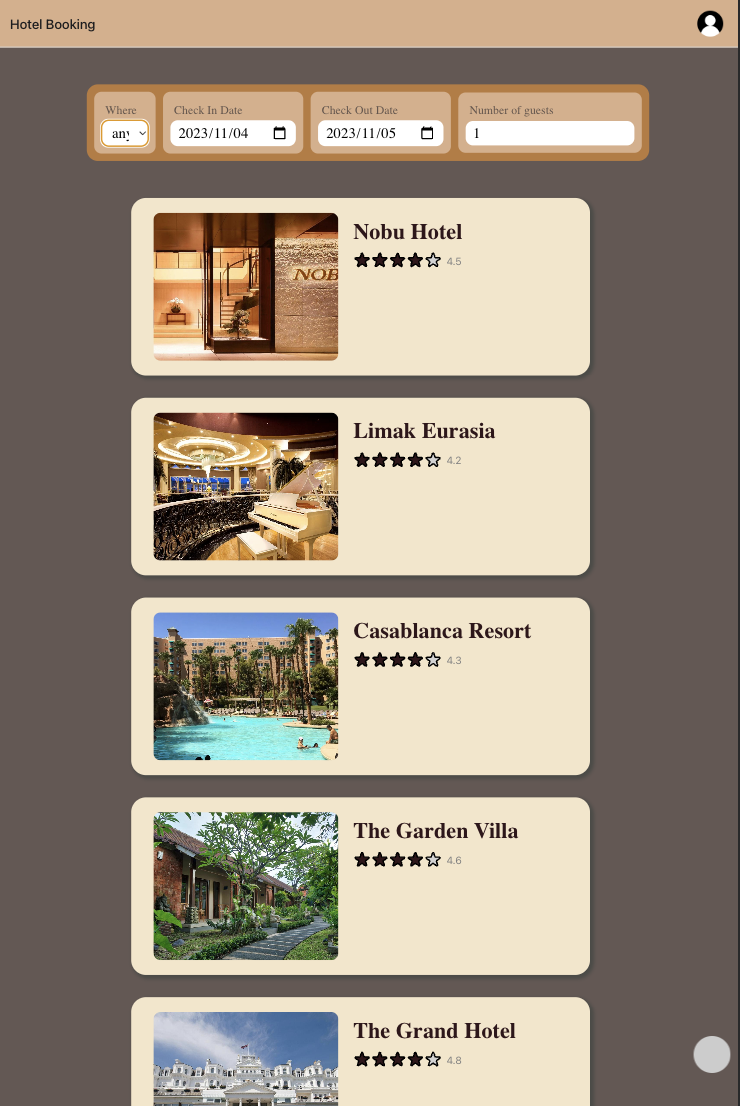 Hotel Booking
Where
Check In Date
Check Out Date
Number of guests
any
2023/11/04
2023/11/05
1
NOB
Nobu Hotel
4.5
Limak Eurasia
4.2
Casablanca Resort
4.3
The Garden Villa
4.6
The Grand Hotel
4.8